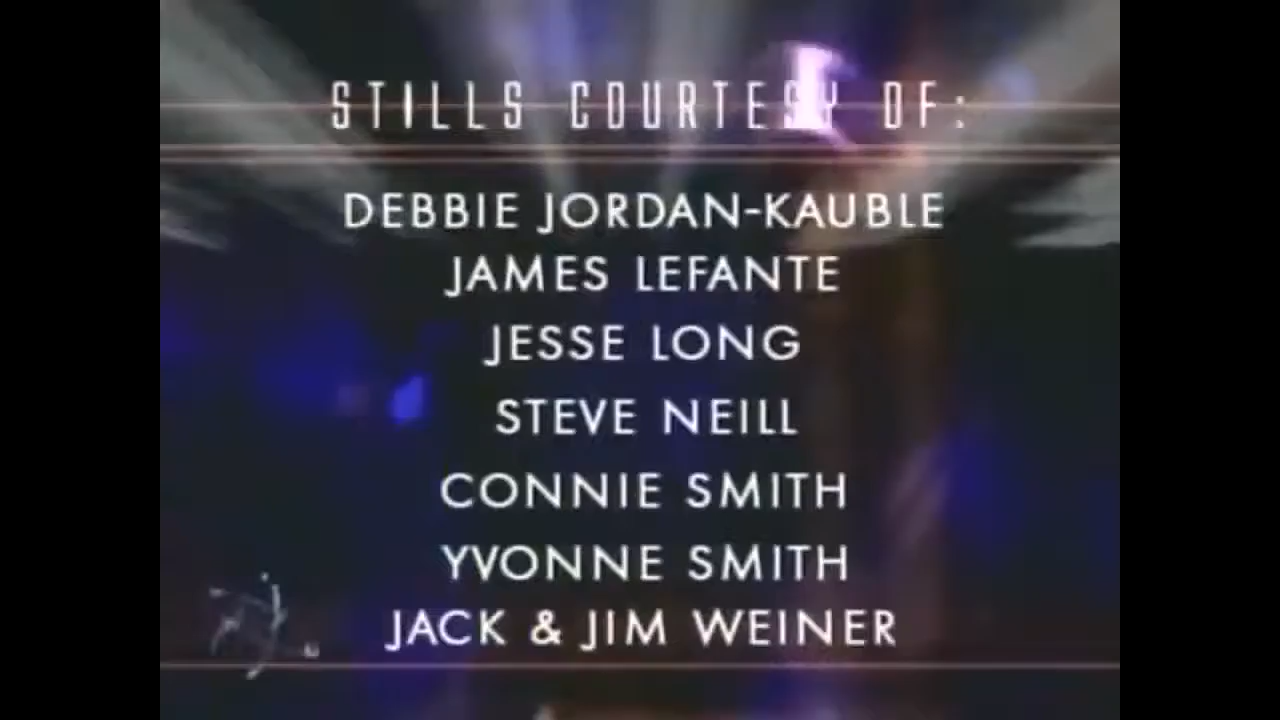 STILLS COURTESY OF:
DEBBIE JORDAN-KAUBLE
JAMES LEFANTE
JESSE LONG
STEVE NEILL
CONNIE SMITH
YVONNE SMITH
JACK & JIM WEINER